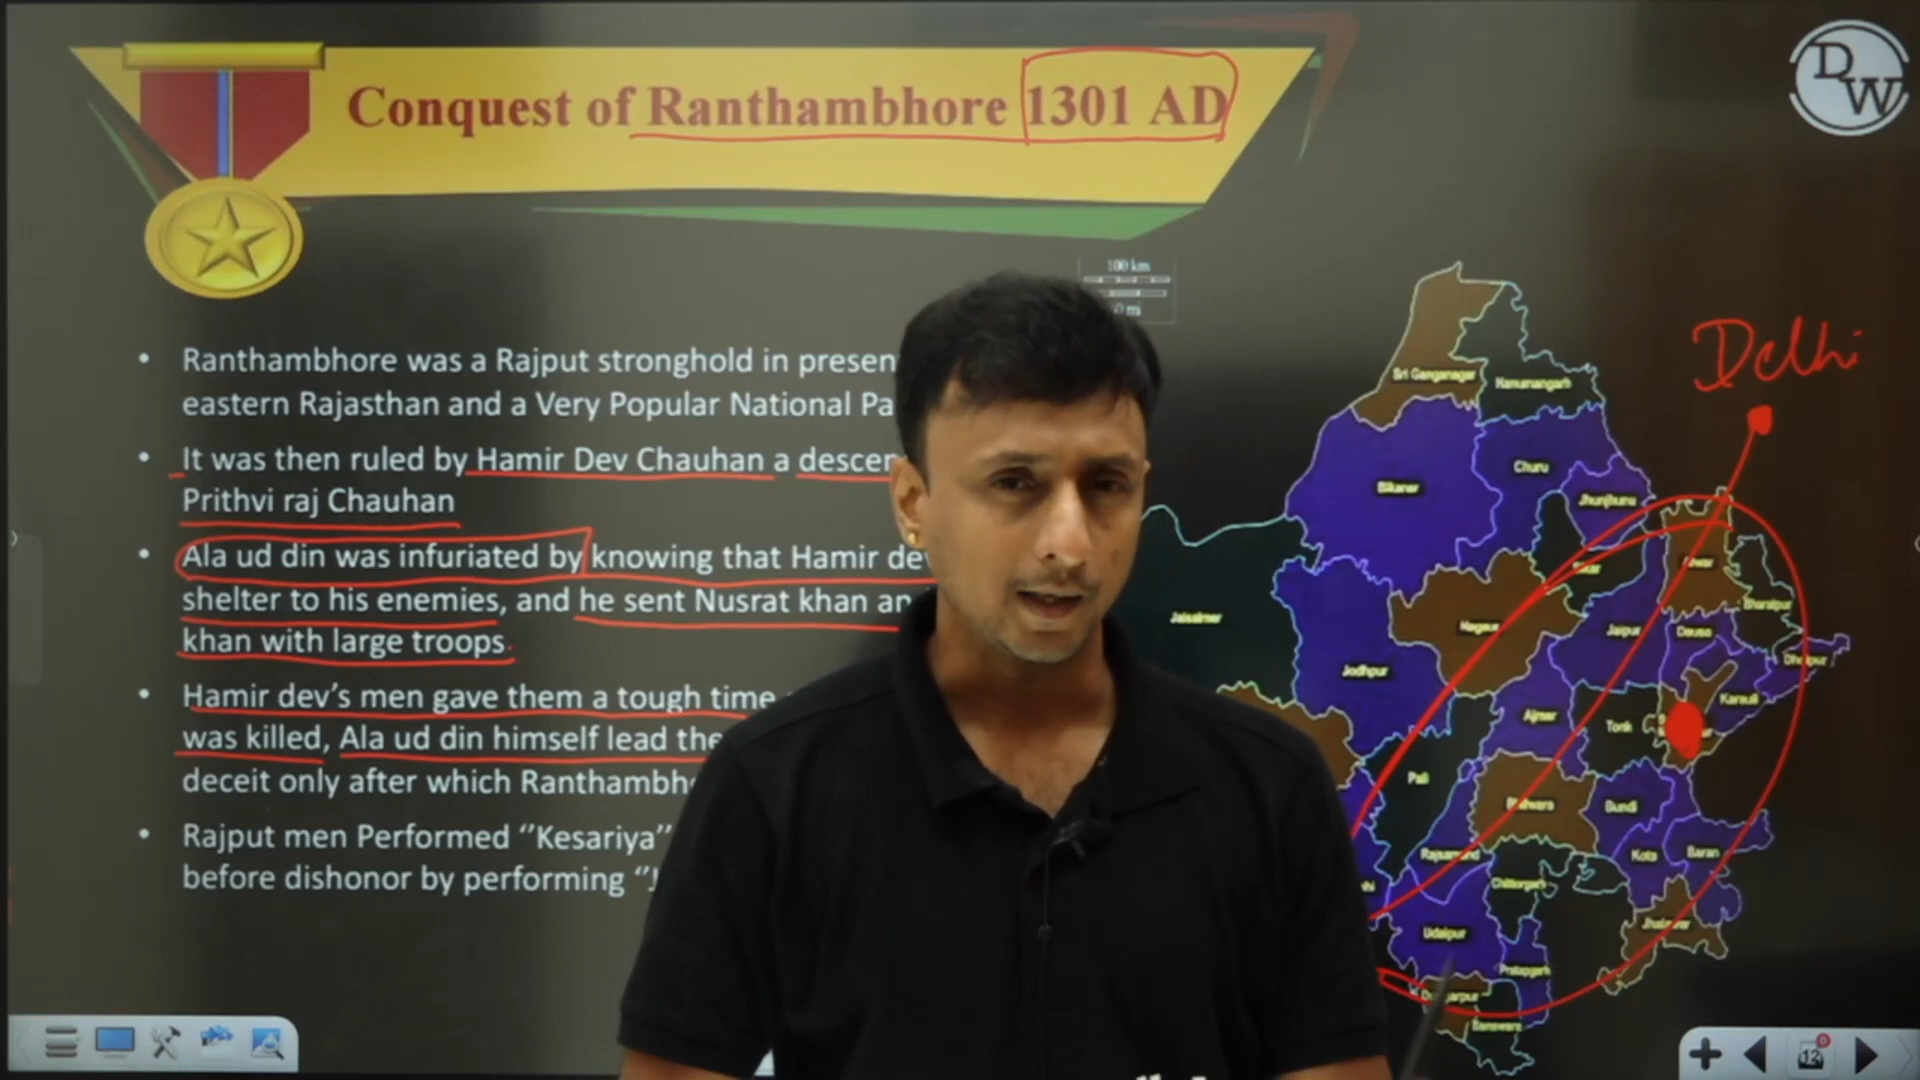 Conquest of Ranthambhore 1301 AD
D
W
100 km
Delhi
• Ranthambhore was a Rajput stronghold in presen
eastern Rajasthan and a Very Popular National Pa
• It was then ruled by Hamir Dev Chauhan a descen
Prithvi raj Chauhan
• Ala ud din was infuriated by knowing that Hamir de
shelter to his enemies, and he sent Nusrat khan an
khan with large troops.
• Hamir dev’s men gave them a tough time
was killed, Ala ud din himself lead the
deceit only after which Ranthambh
• Rajput men Performed ‘’Kesariya’’
before dishonor by performing ‘’J
Sri Ganganagar
Hanumangarh
Bikaner
Churu
Jhunjhunu
Jaisalmer
Nagaur
Jaipur
Dausa
Bharatpur
Dholpur
Jodhpur
Karauli
Ajmer
Tonk
Pali
Bhilwara
Bundi
Rajsamand
Kota
Baran
Chittorgarh
Udaipur
Jhalawar
Pratapgarh
Banswara
12